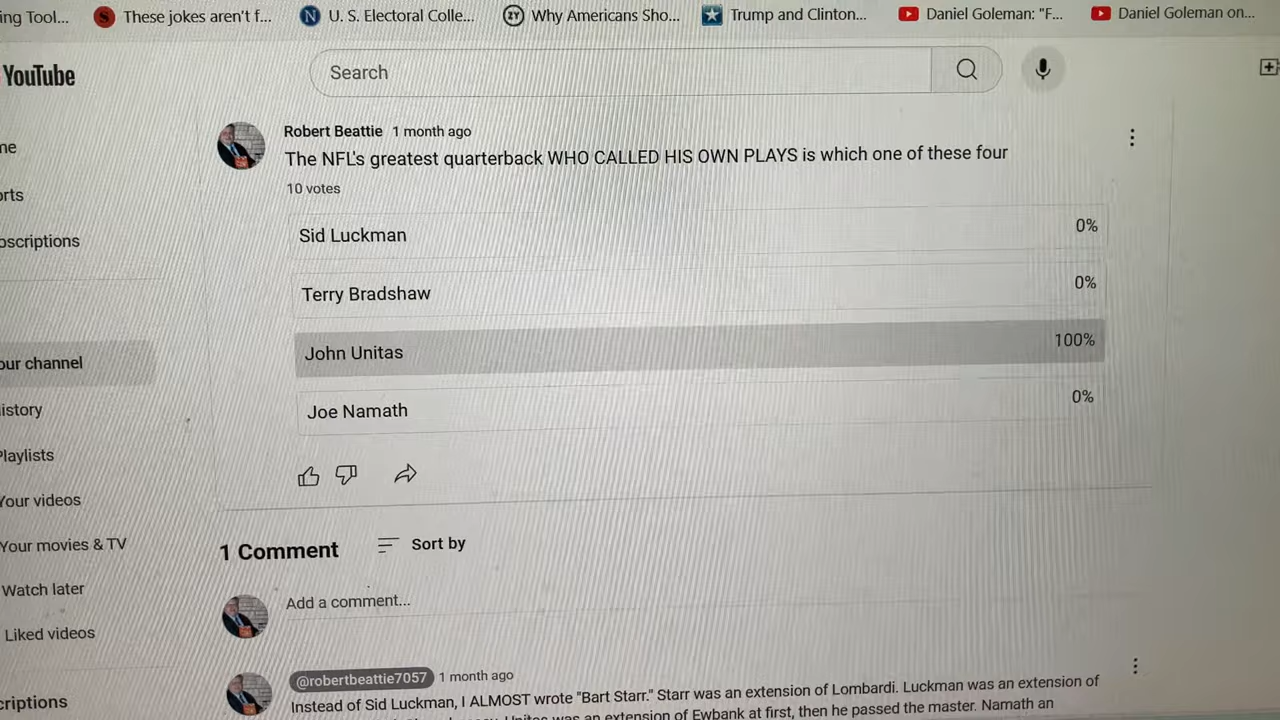 ing Tool... These jokes aren't f... U. S. Electoral Colle... Why Americans Sho... Trump and Clinton... Daniel Goleman: "F... Daniel Goleman on...
YouTube
Search
me
Robert Beattie 1 month ago
The NFL's greatest quarterback WHO CALLED HIS OWN PLAYS is which one of these four
10 votes
orts
oscriptions
Sid Luckman 0%
Terry Bradshaw 0%
our channel
John Unitas 100%
istory
Joe Namath 0%
Playlists
Your videos
Your movies & TV
1 Comment Sort by
Watch later
Add a comment...
Liked videos
criptions
@robertbeattie7057 1 month ago
Instead of Sid Luckman, I ALMOST wrote "Bart Starr." Starr was an extension of Lombardi. Luckman was an extension of
Unitas was an extension of Ewbank at first, then he passed the master. Namath an